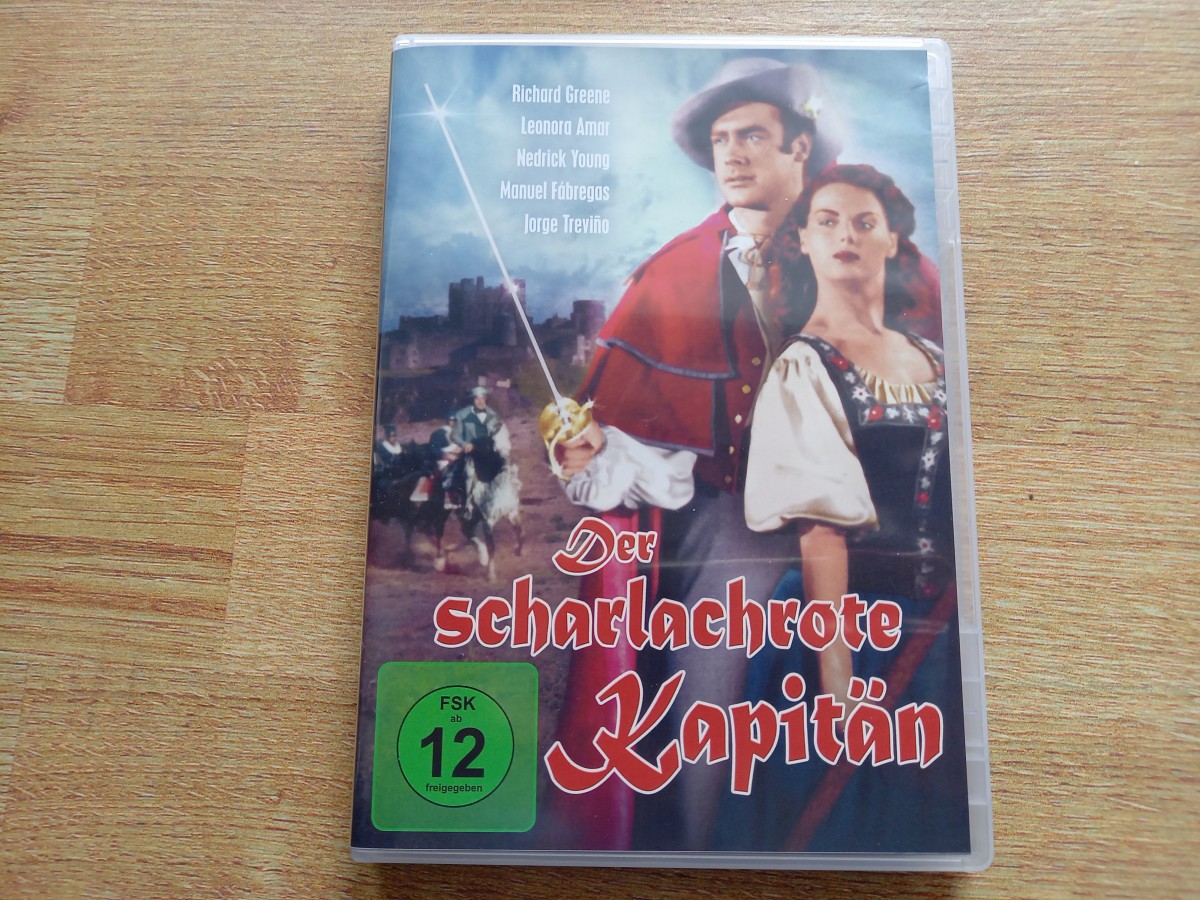 Richard Greene
Leonora Amar
Nedrick Young
Manuel Fábregas
Jorge Treviño
Der
scharlachrote
Kapitän
FSK
ab
12
freigegeben